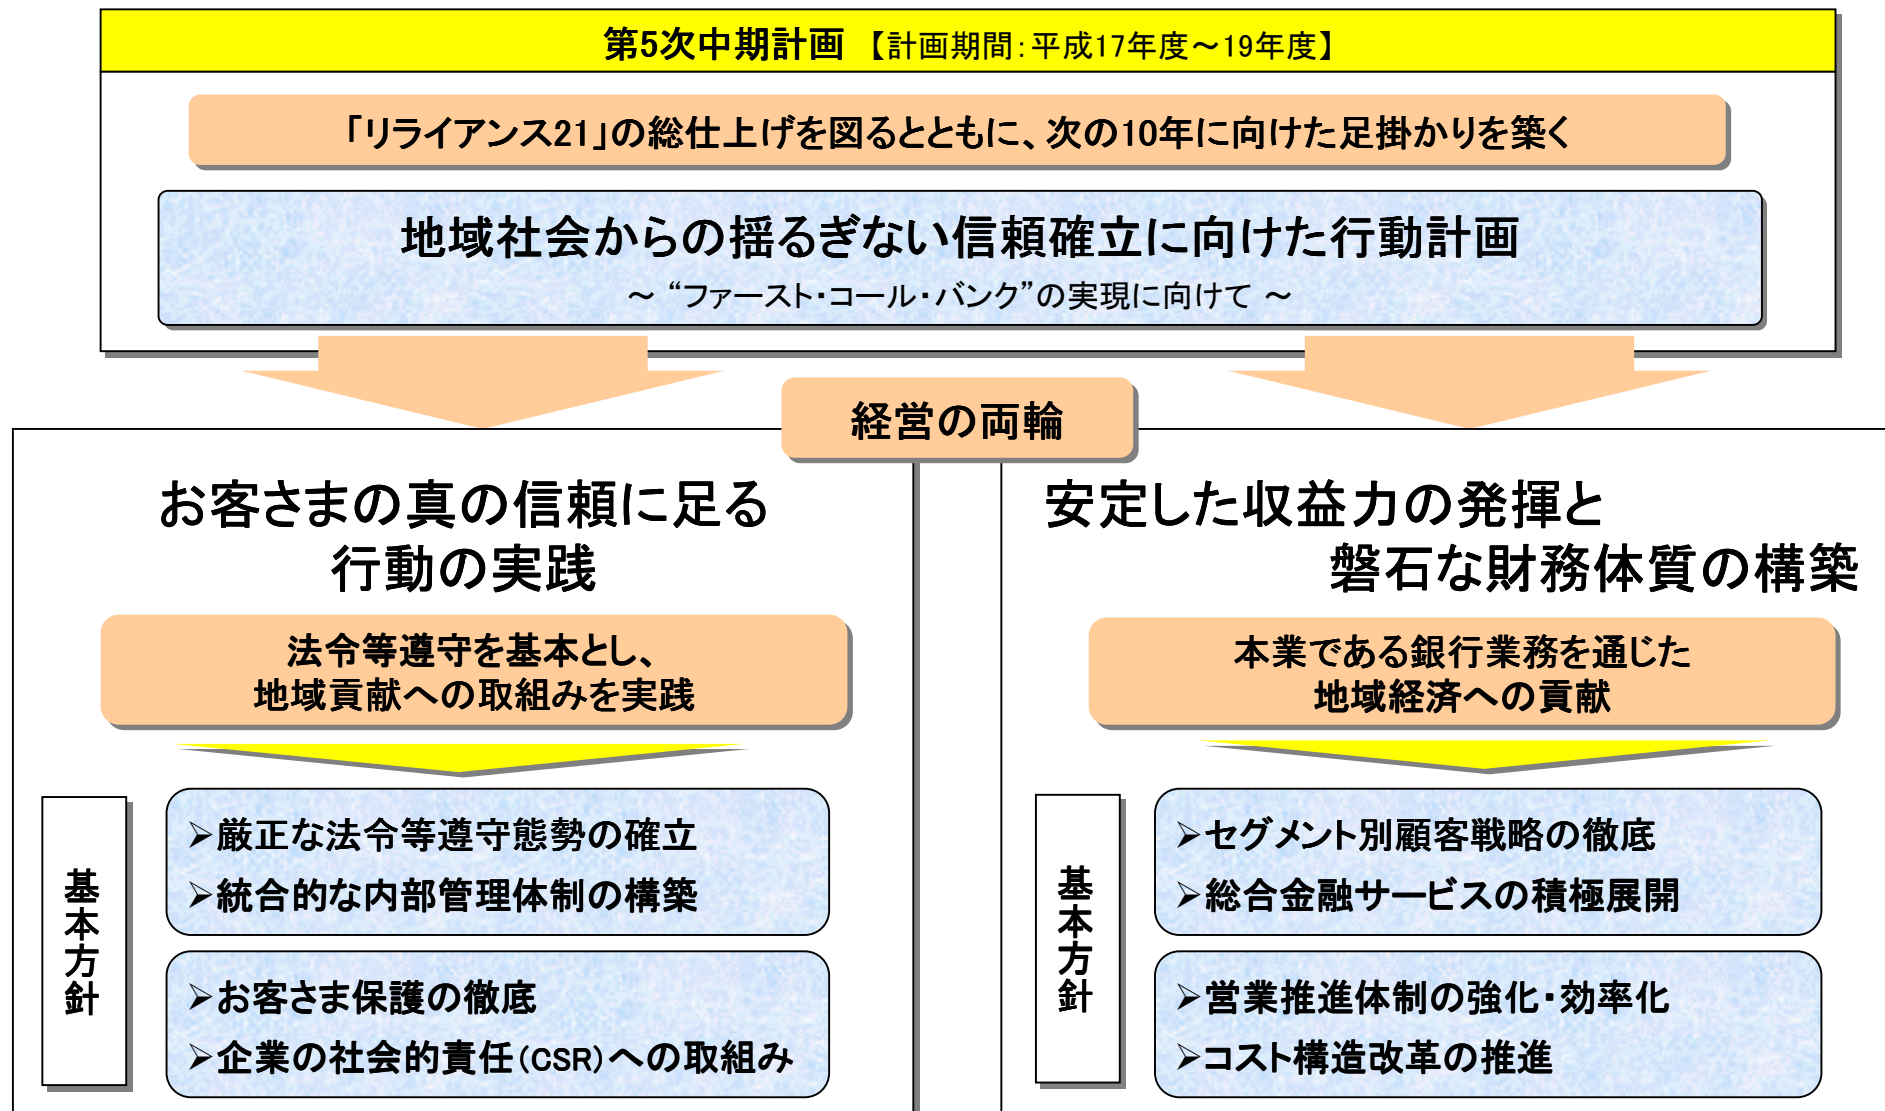 第5次中期計画 【計画期間：平成17年度～19年度】
「リライアンス21」の総仕上げを図るとともに、次の10年に向けた足掛かりを築く
地域社会からの揺るぎない信頼確立に向けた行動計画
～ “ファースト・コール・バンク”の実現に向けて ～
経営の両輪
お客さまの真の信頼に足る
行動の実践
法令等遵守を基本とし、
地域貢献への取組みを実践
基本方針
➢厳正な法令等遵守態勢の確立
➢統合的な内部管理体制の構築
➢お客さま保護の徹底
➢企業の社会的責任(CSR)への取組み
安定した収益力の発揮と
磐石な財務体質の構築
本業である銀行業務を通じた
地域経済への貢献
基本方針
➢セグメント別顧客戦略の徹底
➢総合金融サービスの積極展開
➢営業推進体制の強化・効率化
➢コスト構造改革の推進